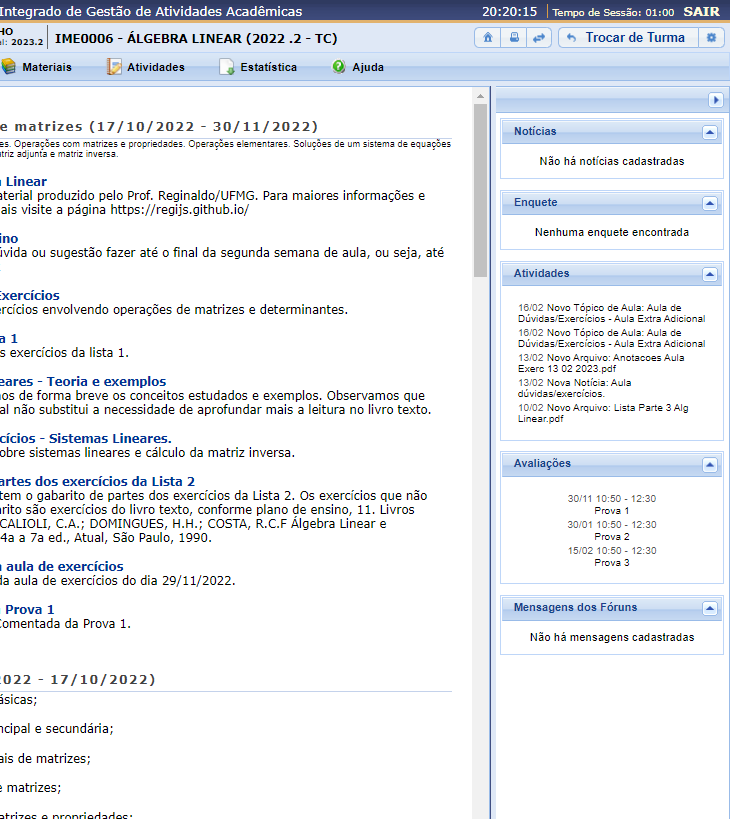 Integrado de Gestão de Atividades Acadêmicas
20:20:15
Tempo de Sessão: 01:00
SAIR
HO
el: 2023.2
IME0006 - ÁLGEBRA LINEAR (2022 .2 - TC)
Trocar de Turma
Materiais
Atividades
Estatística
Ajuda
e matrizes (17/10/2022 - 30/11/2022)
es. Operações com matrizes e propriedades. Operações elementares. Soluções de um sistema de equações
triz adjunta e matriz inversa.
Linear
aterial produzido pelo Prof. Reginaldo/UFMG. Para maiores informações e
ais visite a página https://regijs.github.io/
ino
úvida ou sugestão fazer até o final da segunda semana de aula, ou seja, até
Exercícios
ercícios envolvendo operações de matrizes e determinantes.
a 1
s exercícios da lista 1.
eares - Teoria e exemplos
os de forma breve os conceitos estudados e exemplos. Observamos que
al não substitui a necessidade de aprofundar mais a leitura no livro texto.
cícios - Sistemas Lineares.
obre sistemas lineares e cálculo da matriz inversa.
artes dos exercícios da Lista 2
tem o gabarito de partes dos exercícios da Lista 2. Os exercícios que não
arito são exercícios do livro texto, conforme plano de ensino, 11. Livros
CALIOLI, C.A.; DOMINGUES, H.H.; COSTA, R.C.F Álgebra Linear e
4a a 7a ed., Atual, São Paulo, 1990.
aula de exercícios
da aula de exercícios do dia 29/11/2022.
Prova 1
Comentada da Prova 1.
2022 - 17/10/2022)
ásicas;
ncipal e secundária;
ais de matrizes;
e matrizes;
atrizes e propriedades;
Notícias
Não há notícias cadastradas
Enquete
Nenhuma enquete encontrada
Atividades
16/02 Novo Tópico de Aula: Aula de
Dúvidas/Exercícios - Aula Extra Adicional
16/02 Novo Tópico de Aula: Aula de
Dúvidas/Exercícios - Aula Extra Adicional
13/02 Novo Arquivo: Anotacoes Aula
Exerc 13 02 2023.pdf
13/02 Nova Notícia: Aula
dúvidas/exercícios.
10/02 Novo Arquivo: Lista Parte 3 Alg
Linear.pdf
Avaliações
30/11 10:50 - 12:30
Prova 1
30/01 10:50 - 12:30
Prova 2
15/02 10:50 - 12:30
Prova 3
Mensagens dos Fóruns
Não há mensagens cadastradas